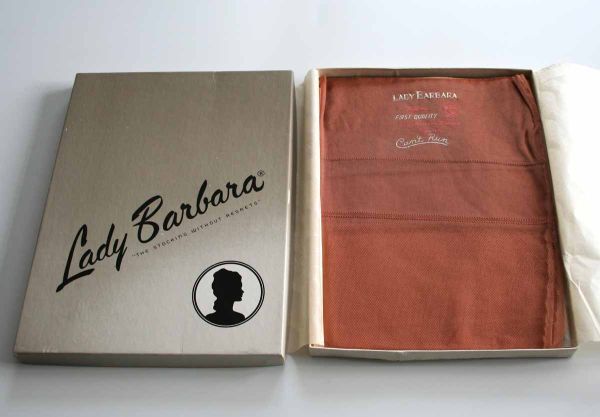 Lady Barbara®
"THE STOCKING WITHOUT REGRETS"
LADY BARBARA
FIRST QUALITY
Can't Run